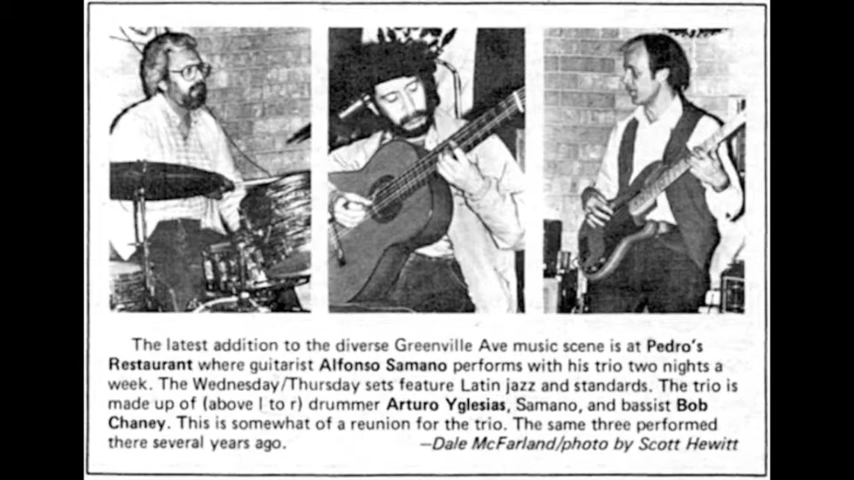 The latest addition to the diverse Greenville Ave music scene is at Pedro's
Restaurant where guitarist Alfonso Samano performs with his trio two nights a
week. The Wednesday/Thursday sets feature Latin jazz and standards. The trio is
made up of (above l to r) drummer Arturo Yglesias, Samano, and bassist Bob
Chaney. This is somewhat of a reunion for the trio. The same three performed
there several years ago. —Dale McFarland/photo by Scott Hewitt